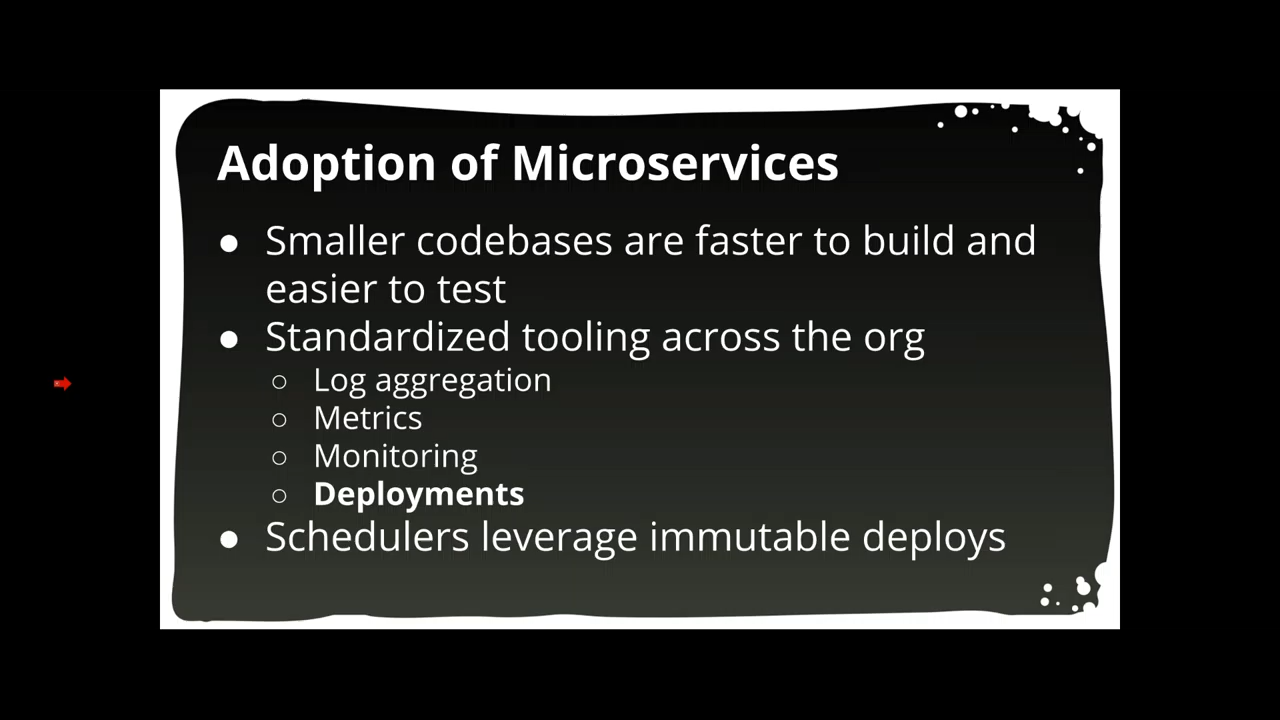 Adoption of Microservices
● Smaller codebases are faster to build and
easier to test
● Standardized tooling across the org
○ Log aggregation
○ Metrics
○ Monitoring
○ Deployments
● Schedulers leverage immutable deploys